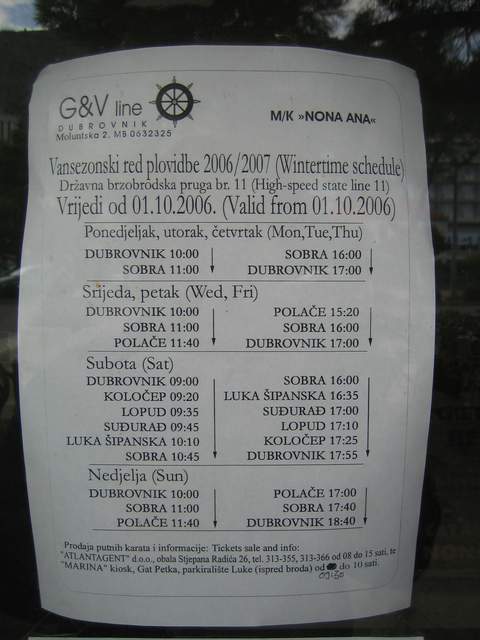 G&V line
DUBROVNIK
Moluntska 2. MB 0632325
M/K »NONA ANA«
Vansezonski red plovidbe 2006/2007 (Wintertime schedule)
Državna brzobrodska pruga br. 11 (High-speed state line 11)
Vrijedi od 01.10.2006. (Valid from 01.10.2006)
Ponedjeljak, utorak, četvrtak (Mon,Tue,Thu)
DUBROVNIK 10:00 SOBRA 16:00
SOBRA 11:00 DUBROVNIK 17:00
Srijeda, petak (Wed, Fri)
DUBROVNIK 10:00 POLAČE 15:20
SOBRA 11:00 SOBRA 16:00
POLAČE 11:40 DUBROVNIK 17:00
Subota (Sat)
DUBROVNIK 09:00 SOBRA 16:00
KOLOČEP 09:20 LUKA ŠIPANSKA 16:35
LOPUD 09:35 SUĐURAĐ 17:00
SUĐURAĐ 09:45 LOPUD 17:10
LUKA ŠIPANSKA 10:10 KOLOČEP 17:25
SOBRA 10:45 DUBROVNIK 17:55
Nedjelja (Sun)
DUBROVNIK 10:00 POLAČE 17:00
SOBRA 11:00 SOBRA 17:40
POLAČE 11:40 DUBROVNIK 18:40
Prodaja putnih karata i informacije: Tickets sale and info:
"ATLANTAGENT" d.o.o., obala Stjepana Radića 26, tel. 313-355, 313-366 od 08 do 15 sati, te
"MARINA" kiosk, Gat Petka, parkiralište Luke (ispred broda) od do 10 sati.
09:30